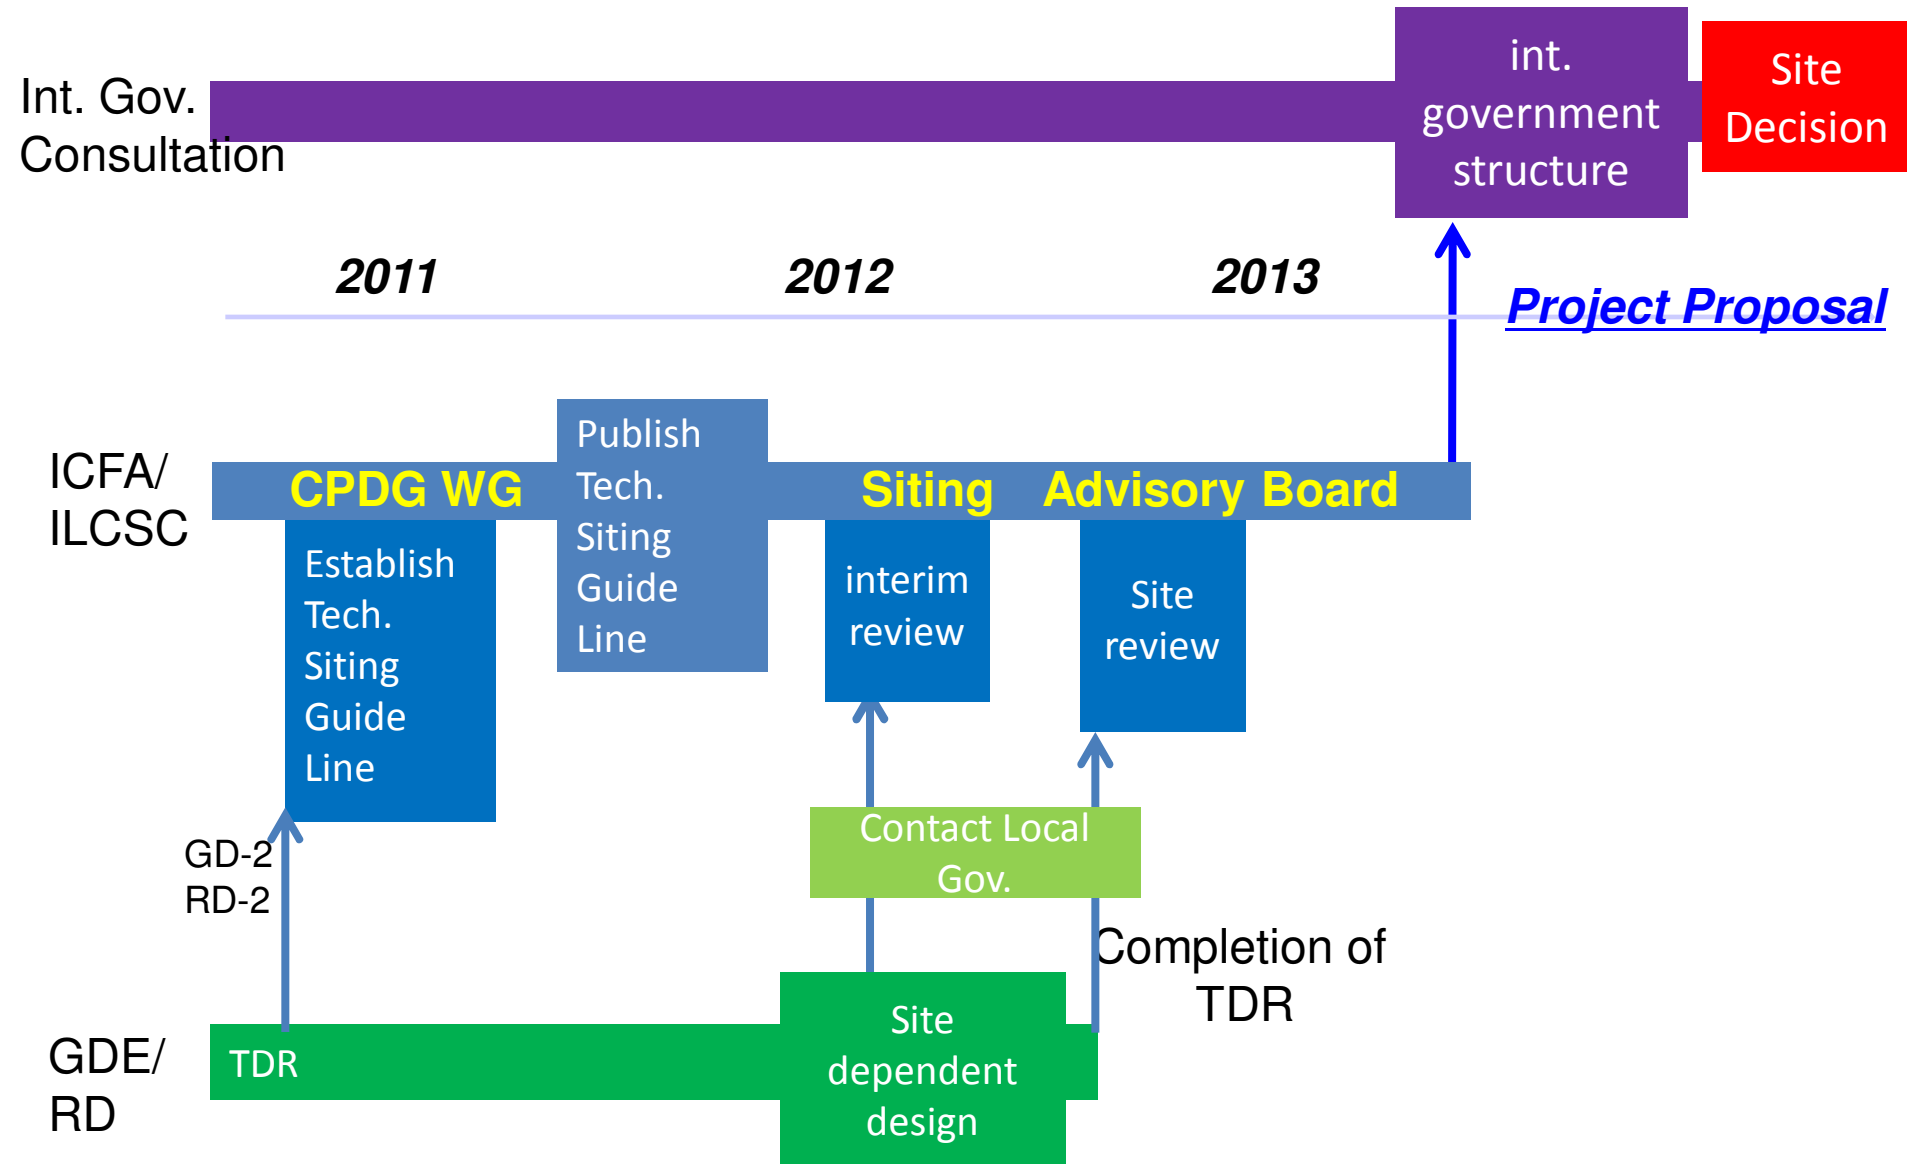 Int. Gov.
Consultation
int.
government
structure
Site
Decision
2011
2012
2013
Project Proposal
ICFA/
ILCSC
CPDG WG
Publish
Tech.
Siting
Guide
Line
Siting Advisory Board
Establish
Tech.
Siting
Guide
Line
interim
review
Site
review
GD-2
RD-2
Contact Local
Gov.
Completion of
TDR
GDE/
RD
TDR
Site
dependent
design